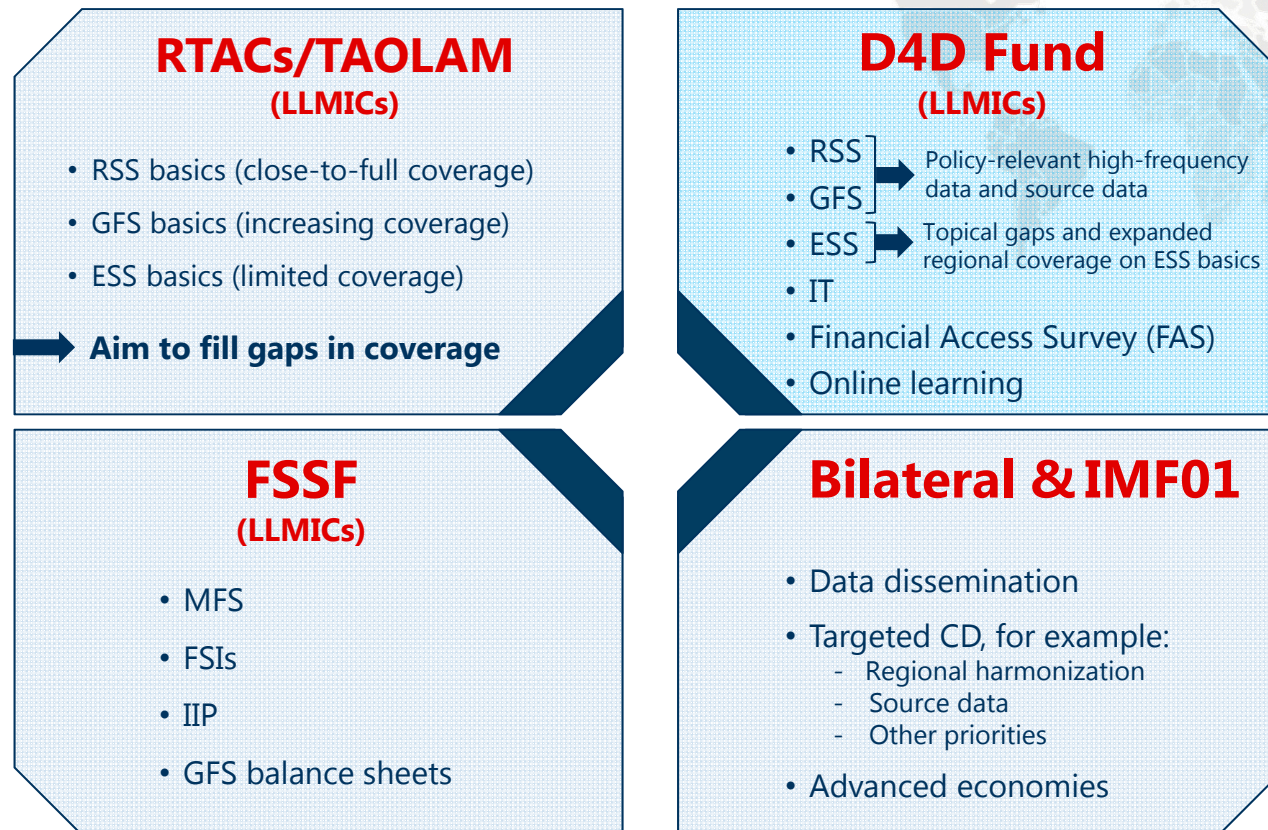 RTACs/TAOLAM
(LLMICs)
• RSS basics (close-to-full coverage)
• GFS basics (increasing coverage)
• ESS basics (limited coverage)
Aim to fill gaps in coverage
D4D Fund
(LLMICs)
• RSS
• GFS
Policy-relevant high-frequency
data and source data
• ESS
Topical gaps and expanded
regional coverage on ESS basics
• IT
• Financial Access Survey (FAS)
• Online learning
FSSF
(LLMICs)
• MFS
• FSIs
• IIP
• GFS balance sheets
Bilateral & IMF01
• Data dissemination
• Targeted CD, for example:
- Regional harmonization
- Source data
- Other priorities
• Advanced economies